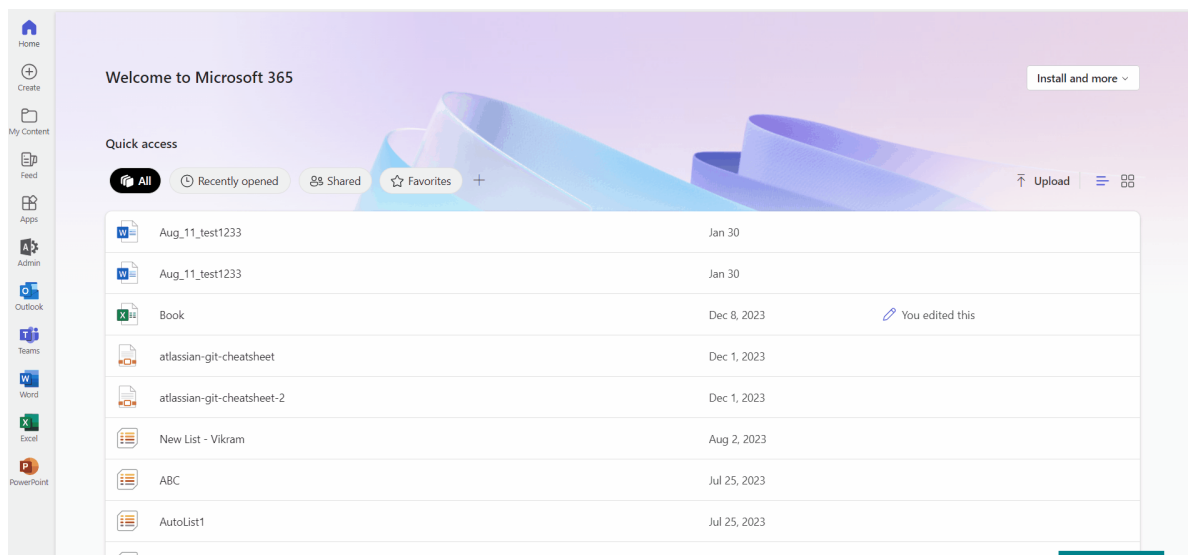 Home
Create
My Content
Feed
Apps
Admin
Outlook
Teams
Word
Excel
PowerPoint
Welcome to Microsoft 365
Install and more
Quick access
All Recently opened Shared Favorites Upload
Aug_11_test1233 Jan 30
Aug_11_test1233 Jan 30
Book Dec 8, 2023 You edited this
atlassian-git-cheatsheet Dec 1, 2023
atlassian-git-cheatsheet-2 Dec 1, 2023
New List - Vikram Aug 2, 2023
ABC Jul 25, 2023
AutoList1 Jul 25, 2023